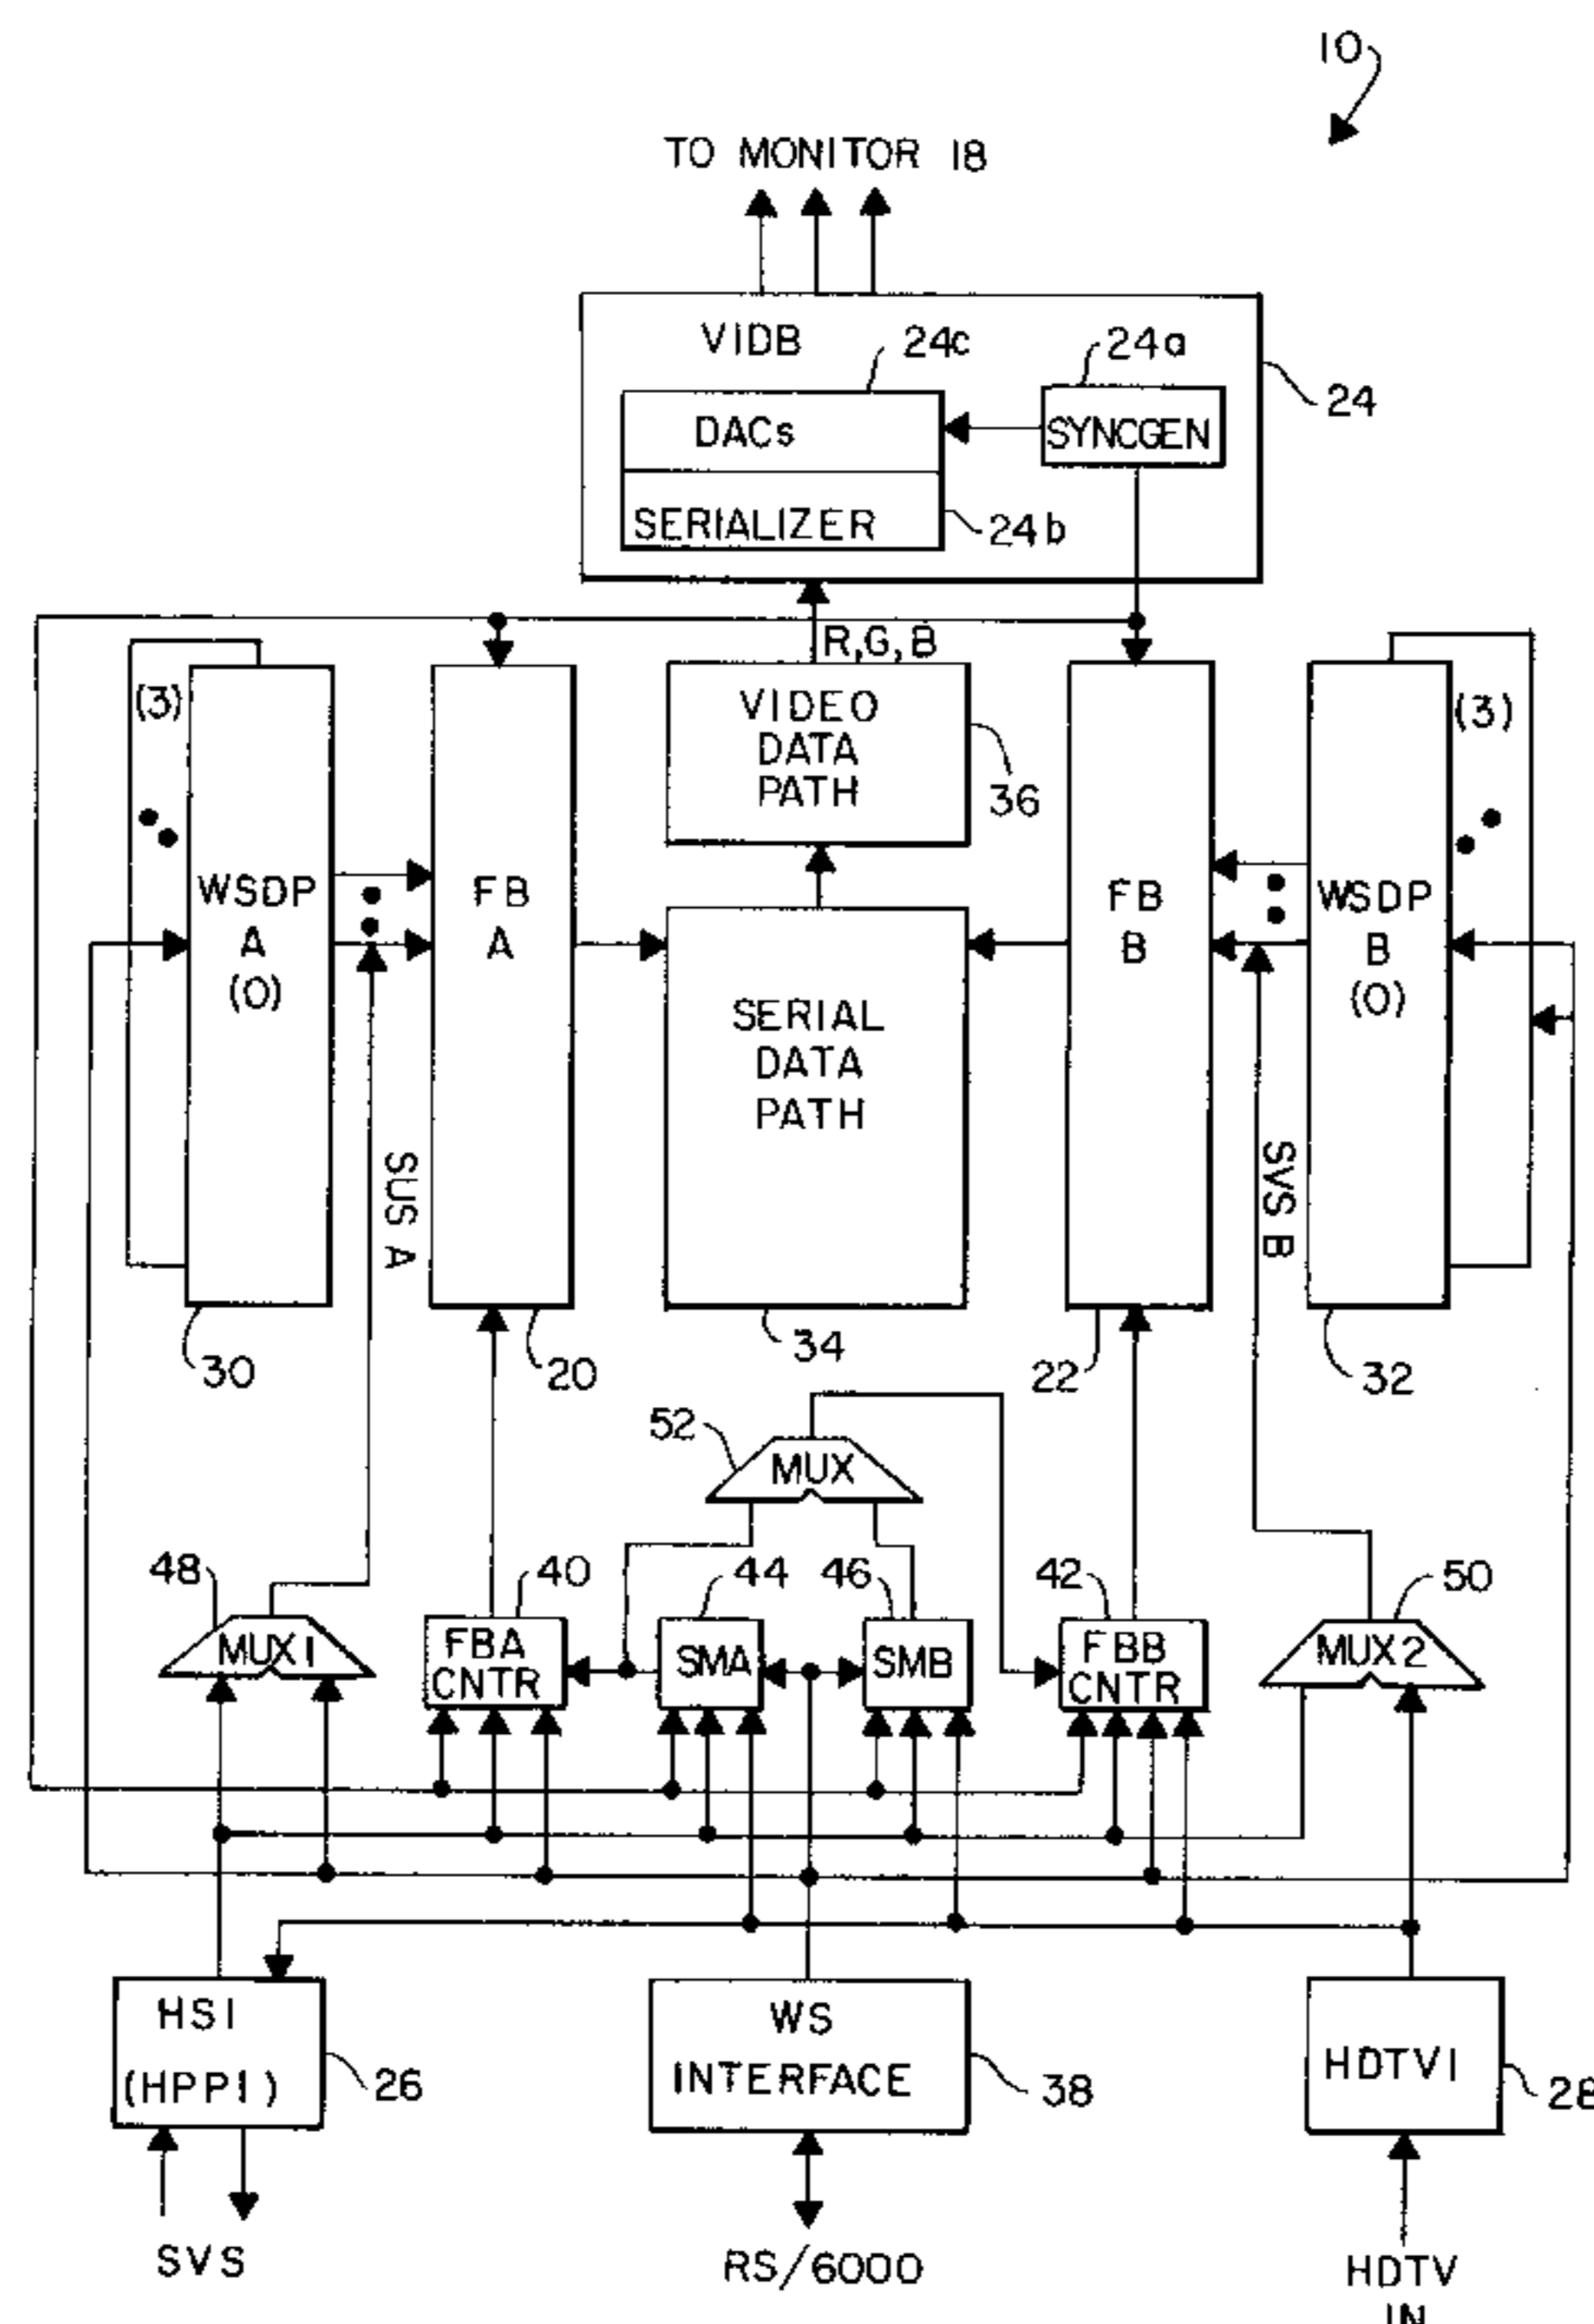 10
TO MONITOR 18
VIDB
24c
24a
24
DACs
SYNCGEN
SERIALIZER
24b
R,G,B
(3)
VIDEO
DATA
PATH
36
(3)
WSDP
A
(0)
FB
A
FB
B
WSDP
B
(0)
SERIAL
DATA
PATH
SUS A
SVS B
30
20
34
22
32
52
MUX
48
40
44
46
42
50
MUX1
FBA
CNTR
SMA
SMB
FBB
CNTR
MUX2
HSI
(HPPI)
26
WS
INTERFACE
38
HDTVI
28
SVS
RS/6000
HDTV
IN